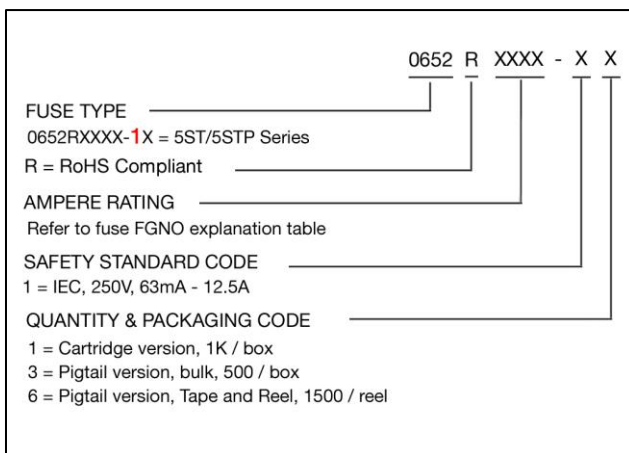 0652 R XXXX - X X
FUSE TYPE
0652RXXXX-1X = 5ST/5STP Series
R = RoHS Compliant
AMPERE RATING
Refer to fuse FGNO explanation table
SAFETY STANDARD CODE
1 = IEC, 250V, 63mA - 12.5A
QUANTITY & PACKAGING CODE
1 = Cartridge version, 1K / box
3 = Pigtail version, bulk, 500 / box
6 = Pigtail version, Tape and Reel, 1500 / reel